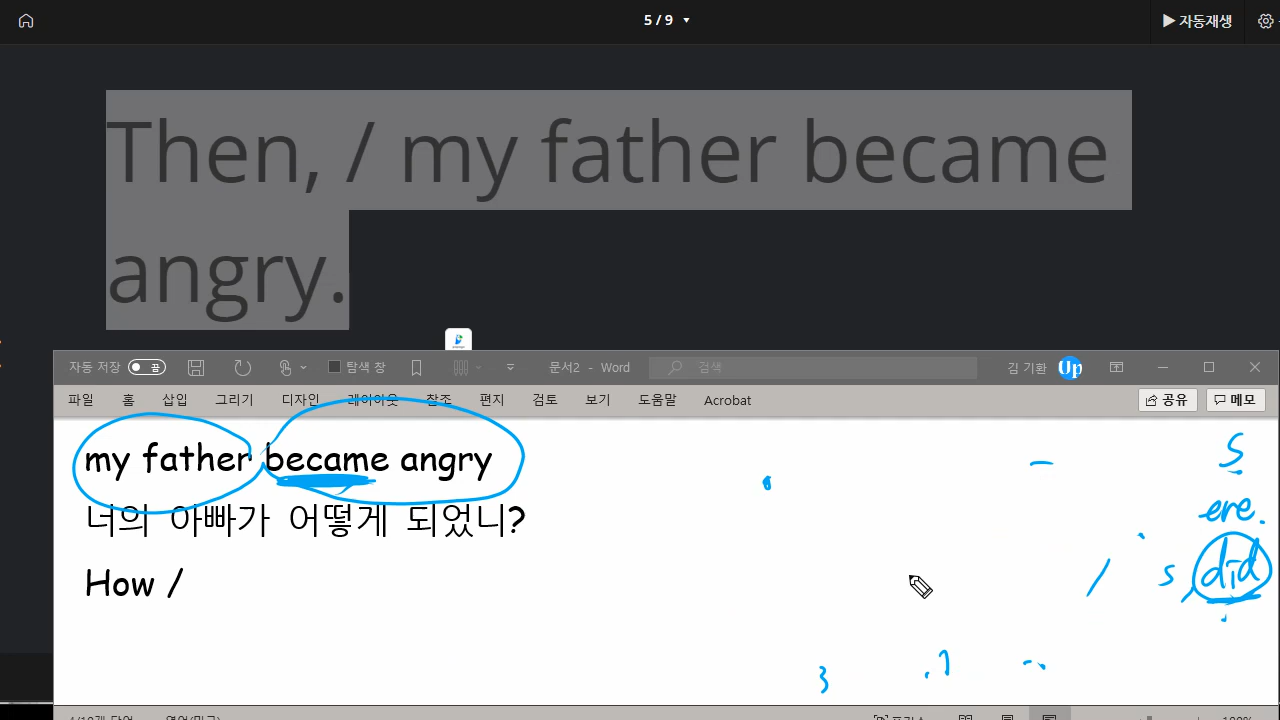 5 / 9
자동재생
Then, / my father became
angry.
자동 저장 끔 탐색 창 문서2 - Word 검색 김 기환 Up
파일 홈 삽입 그리기 디자인 레이아웃 참조 편지 검토 보기 도움말 Acrobat 공유 메모
my father became angry
너의 아빠가 어떻게 되었니?
How /
S
ere.
/ s, did